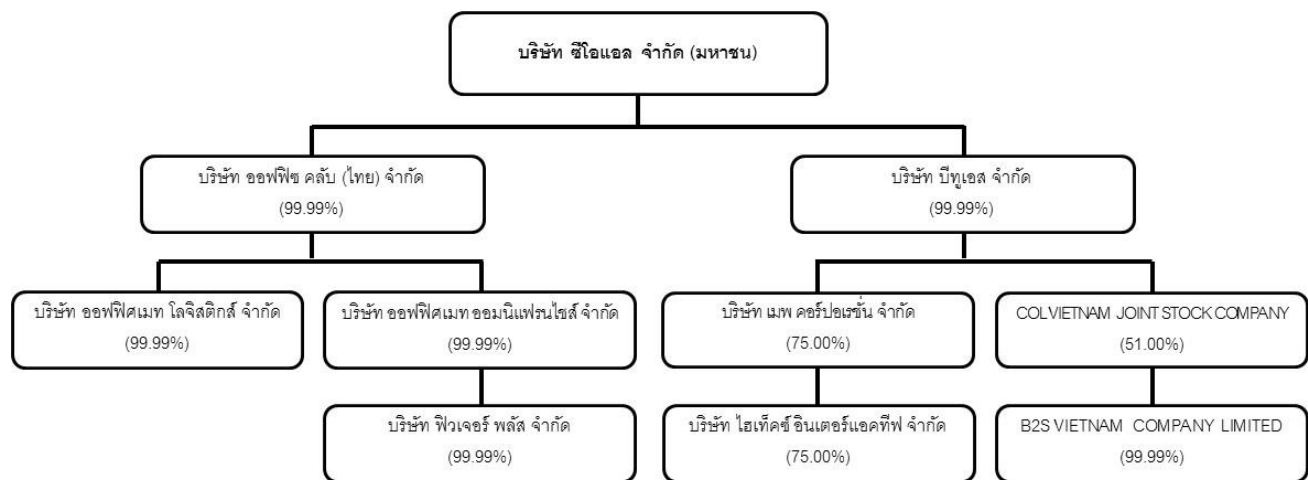 บริษัท ซีโอแอล จำกัด (มหาชน)
บริษัท ออฟฟิซ คลับ (ไทย) จำกัด
(99.99%)
บริษัท บีทูเอส จำกัด
(99.99%)
บริษัท ออฟฟิศเมท โลจิสติกส์ จำกัด
(99.99%)
บริษัท ออฟฟิศเมท ออมนิแฟรนไชส์ จำกัด
(99.99%)
บริษัท เมพ คอร์ปอเรชั่น จำกัด
(75.00%)
COL VIETNAM JOINT STOCK COMPANY
(51.00%)
บริษัท ฟิวเจอร์ พลัส จำกัด
(99.99%)
บริษัท ไฮเท็คซ์ อินเตอร์แอคทีฟ จำกัด
(75.00%)
B2S VIETNAM COMPANY LIMITED
(99.99%)